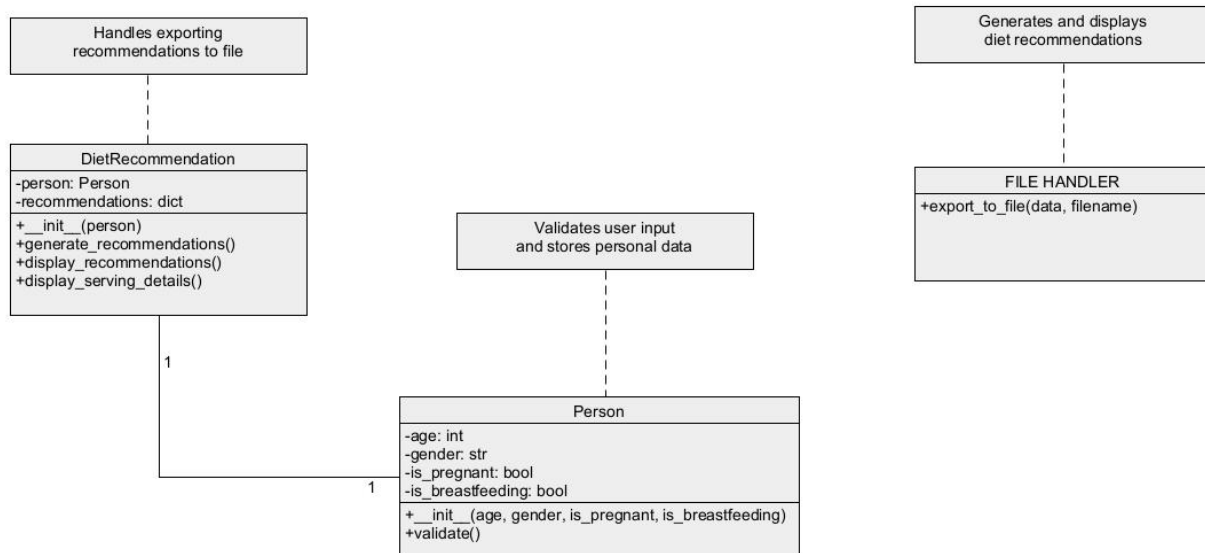 Handles exporting
recommendations to file
Generates and displays
diet recommendations
DietRecommendation
-person: Person
-recommendations: dict
+__init__(person)
+generate_recommendations()
+display_recommendations()
+display_serving_details()
FILE HANDLER
+export_to_file(data, filename)
Validates user input
and stores personal data
1
1
Person
-age: int
-gender: str
-is_pregnant: bool
-is_breastfeeding: bool
+__init__(age, gender, is_pregnant, is_breastfeeding)
+validate()